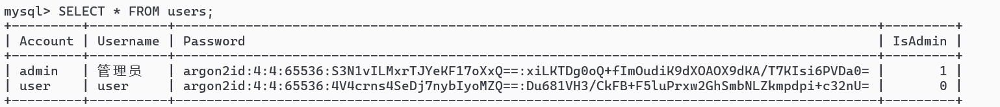 mysql> SELECT * FROM users;
+---------+----------+------------------------------------------------------------------------------------------+---------+
| Account | Username | Password                                                                                 | IsAdmin |
+---------+----------+------------------------------------------------------------------------------------------+---------+
| admin   | 管理员   | argon2id:4:4:65536:S3N1vILMxrTJYeKF17oXxQ==:xiLKTDg0oQ+fImOudiK9dXOAOX9dKA/T7KIsi6PVDa0= |       1 |
| user    | user     | argon2id:4:4:65536:4V4crns4SeDj7nybIyoMZQ==:Du681VH3/CkFB+F5luPrxw2GhSmbNLZkmpdpi+c32nU= |       0 |
+---------+----------+------------------------------------------------------------------------------------------+---------+